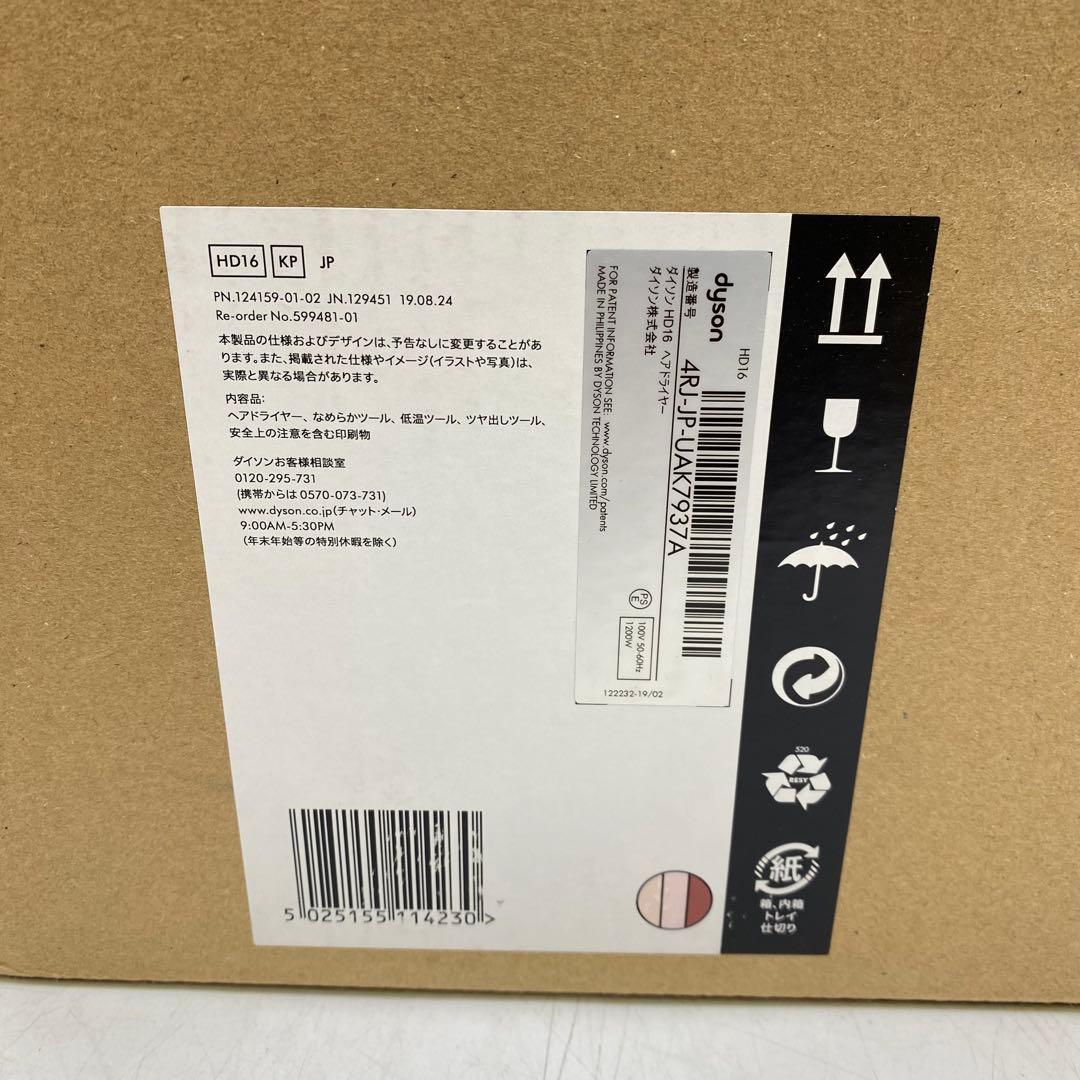 HD16 KP JP
PN.124159-01-02 JN.129451 19.08.24
Re-order No.599481-01
本製品の仕様およびデザインは、予告なしに変更することがあ
ります。また、掲載された仕様やイメージ(イラストや写真)は、
実際と異なる場合があります。
内容品:
ヘアドライヤー、なめらかツール、低温ツール、ツヤ出しツール、
安全上の注意を含む印刷物
ダイソンお客様相談室
0120-295-731
(携帯からは 0570-073-731)
www.dyson.co.jp(チャット・メール)
9:00AM-5:30PM
(年末年始等の特別休暇を除く)
5 025155 114230 >
HD16
dyson
製造番号 4RJ-JP-UAK7937A
ダイソン HD16 ヘアドライヤー
ダイソン株式会社
FOR PATENT INFORMATION SEE: www.dyson.com/patents
MADE IN PHILIPPINES BY DYSON TECHNOLOGY LIMITED
PS
E
100V 50-60Hz
1200W
122232-19/02
520
RESY
紙
箱、内箱
トレイ
仕切り